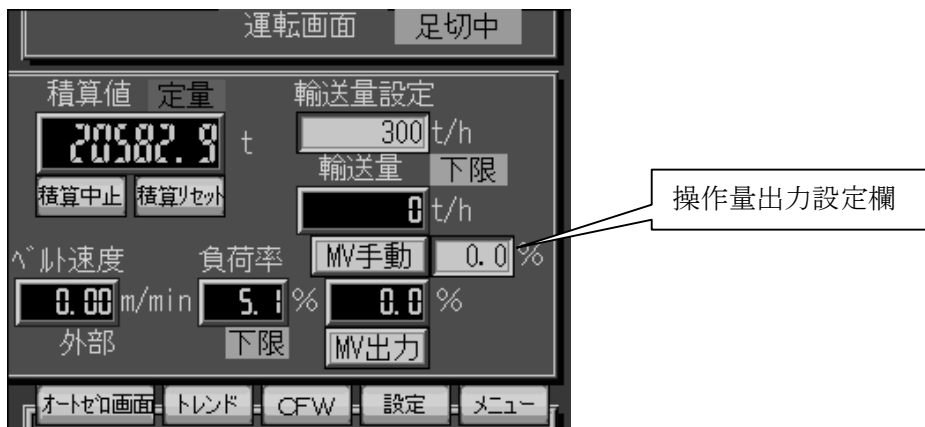 運転画面 足切中
積算値 定量 輸送量設定
20582.9 t 300 t/h
輸送量 下限
積算中止 積算リセット 0 t/h
操作量出力設定欄
MV手動 0.0 %
ベルト速度 負荷率
0.00 m/min 5.1 % 0.0 %
外部 下限 MV出力
オートゼロ画面 トレンド CFW 設定 メニュー